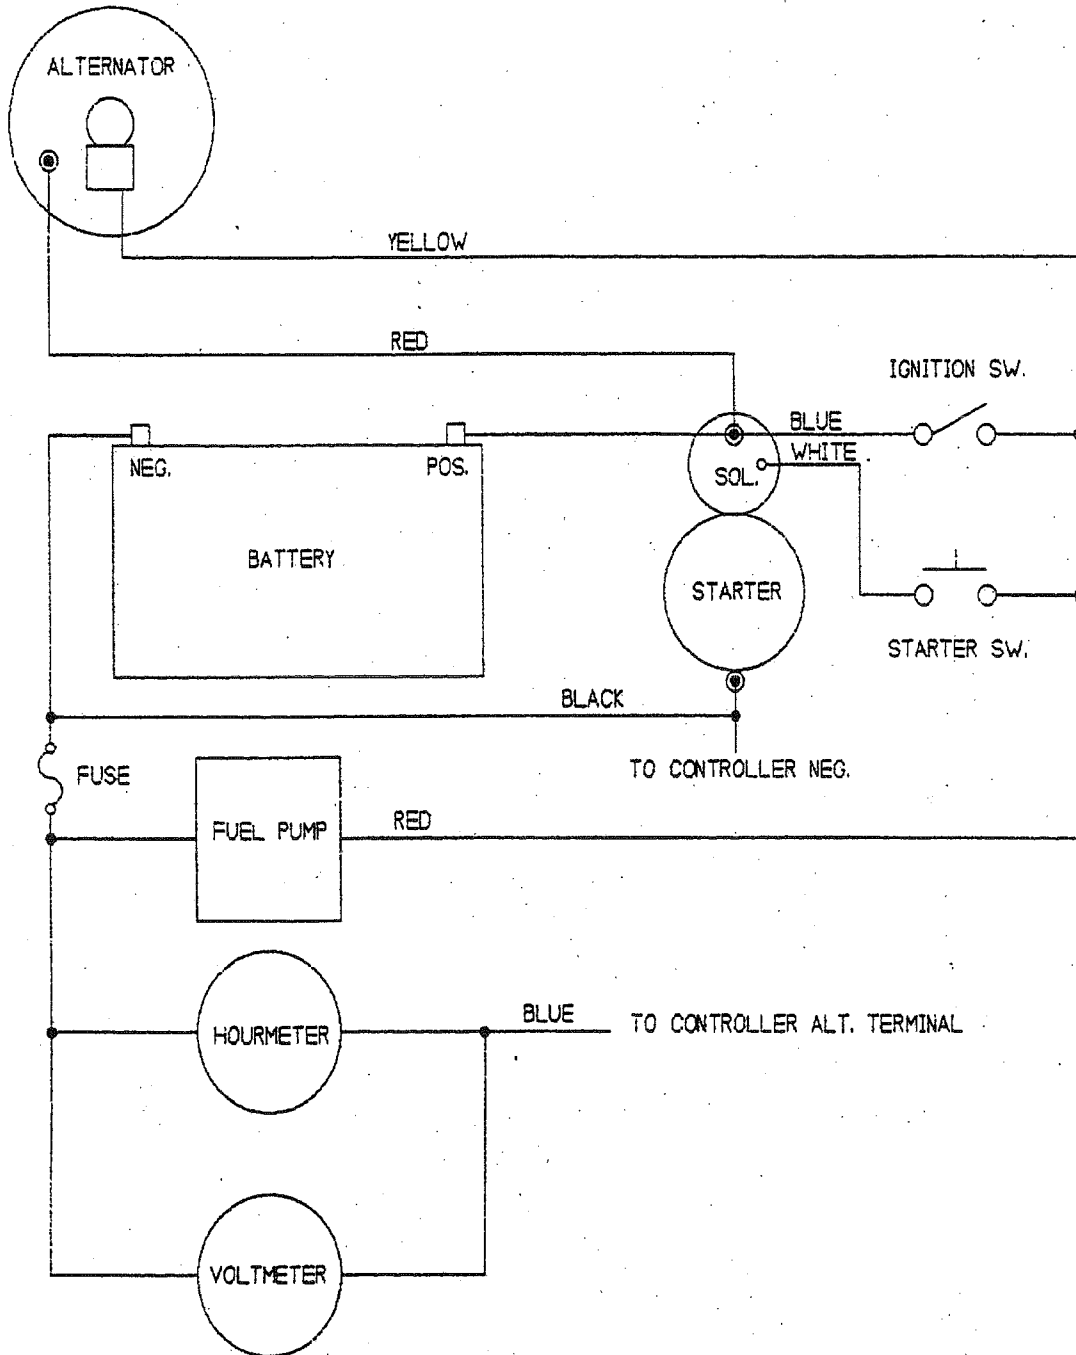 ALTERNATOR
YELLOW
RED
IGNITION SW.
BLUE
WHITE
NEG.
POS.
SOL.
BATTERY
STARTER
STARTER SW.
BLACK
TO CONTROLLER NEG.
FUSE
FUEL PUMP
RED
HOURMETER
BLUE
TO CONTROLLER ALT. TERMINAL
VOLTMETER